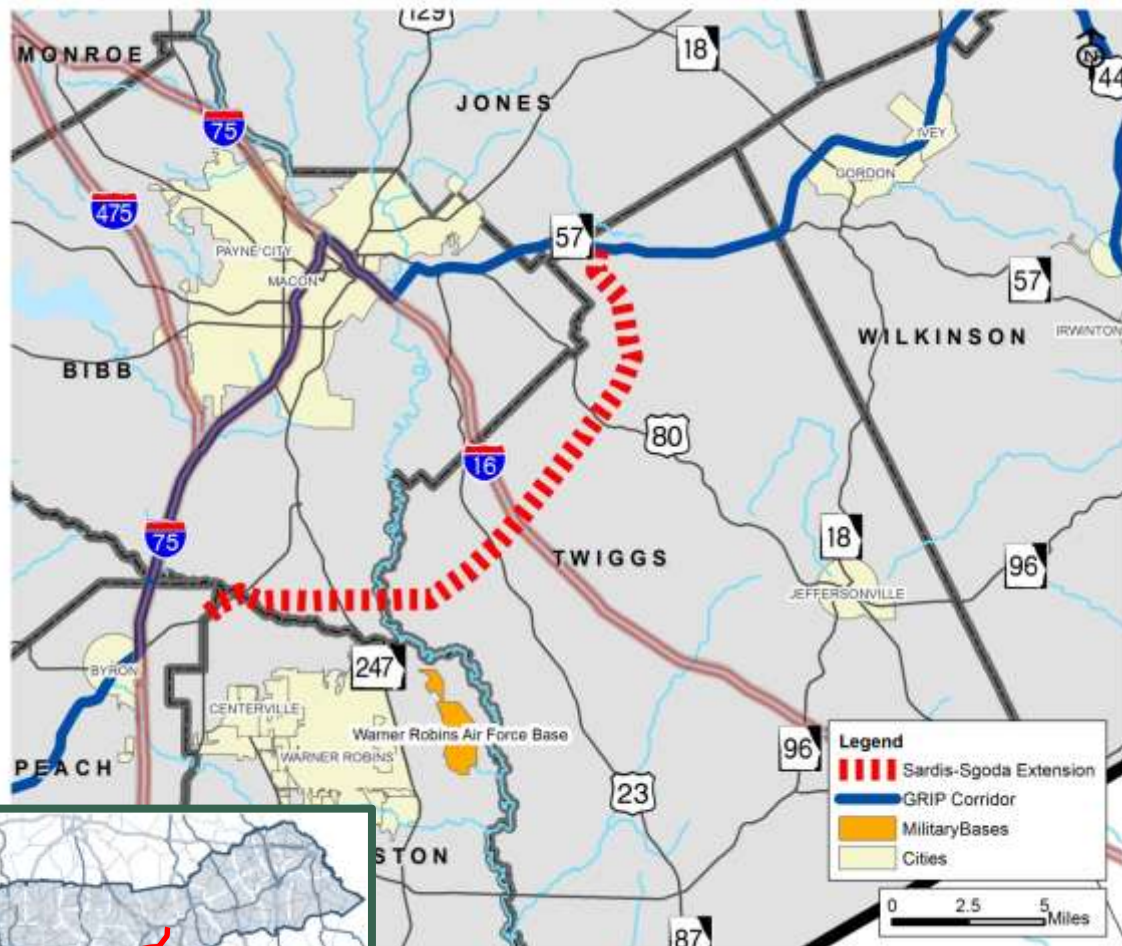 129
MONROE
18
N
44
JONES
75
IVEY
GORDON
475
57
PAYNE CITY
MACON
57
WILKINSON
IRWINTON
BIBB
80
16
75
18
TWIGGS
96
JEFFERSONVILLE
247
BYRON
CENTERVILLE
Warner Robins Air Force Base
WARNER ROBINS
PEACH
96
23
Legend
Sardis-Sgoda Extension
GRIP Corridor
MilitaryBases
Cities
STON
0 2.5 5
Miles
87